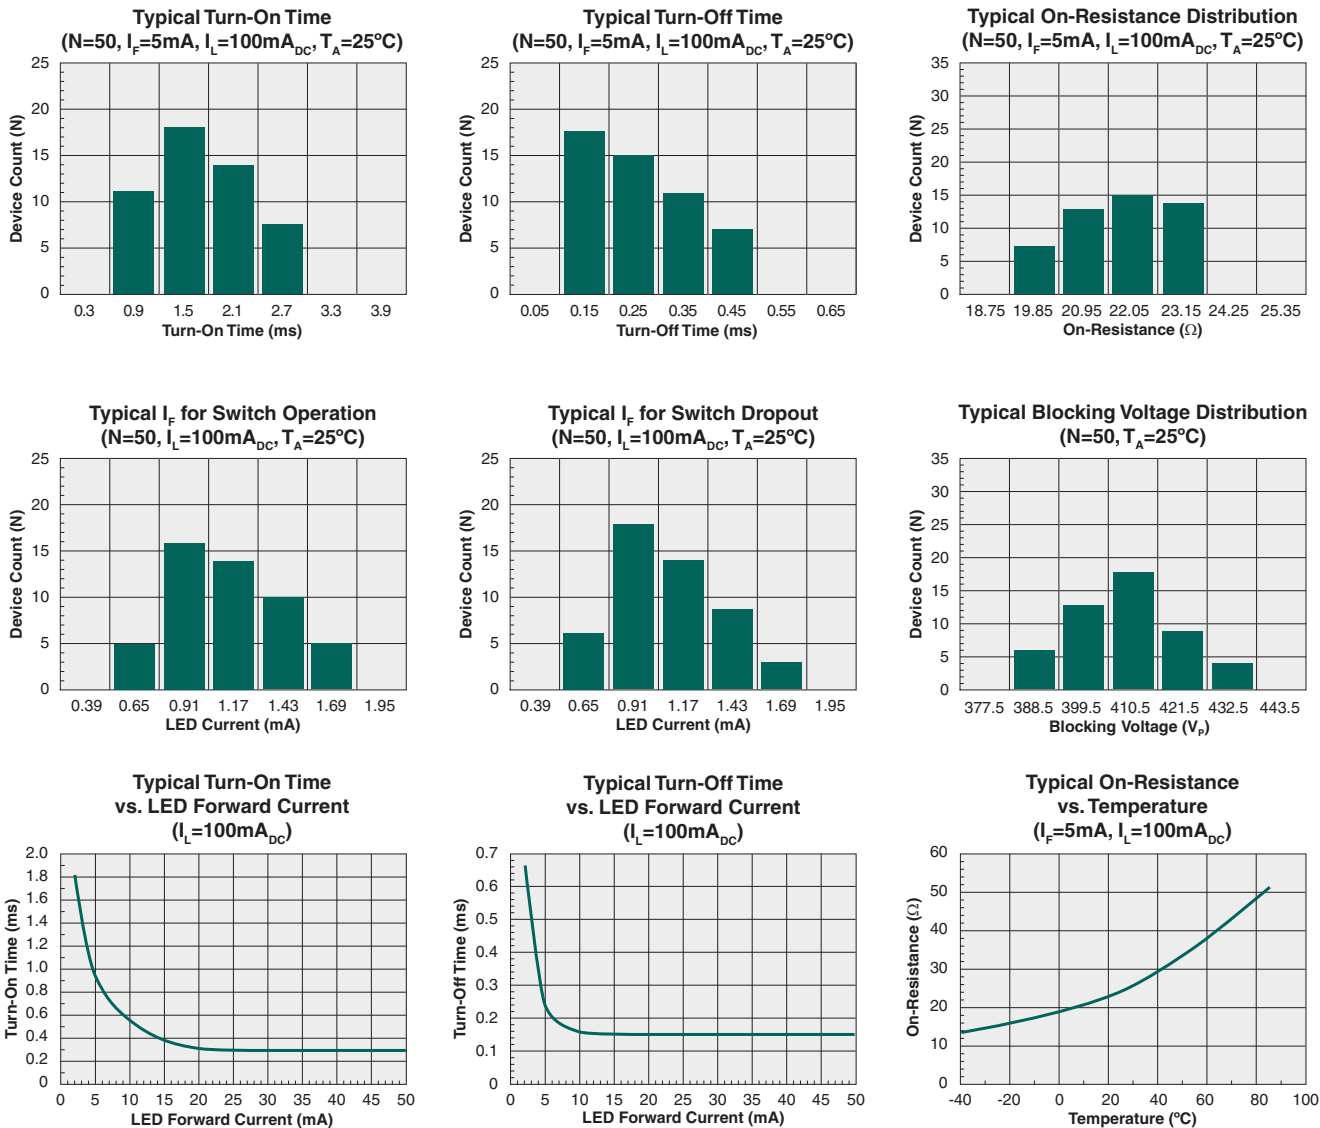 Typical Turn-On Time
(N=50, IF=5mA, IL=100mADC, TA=25ºC)
25
20
15
10
5
0
Device Count (N)
0.3 0.9 1.5 2.1 2.7 3.3 3.9
Turn-On Time (ms)
Typical Turn-Off Time
(N=50, IF=5mA, IL=100mADC, TA=25ºC)
25
20
15
10
5
0
Device Count (N)
0.05 0.15 0.25 0.35 0.45 0.55 0.65
Turn-Off Time (ms)
Typical On-Resistance Distribution
(N=50, IF=5mA, IL=100mADC, TA=25ºC)
35
30
25
20
15
10
5
0
Device Count (N)
18.75 19.85 20.95 22.05 23.15 24.25 25.35
On-Resistance (Ω)
Typical IF for Switch Operation
(N=50, IL=100mADC, TA=25ºC)
25
20
15
10
5
0
Device Count (N)
0.39 0.65 0.91 1.17 1.43 1.69 1.95
LED Current (mA)
Typical IF for Switch Dropout
(N=50, IL=100mADC, TA=25ºC)
25
20
15
10
5
0
Device Count (N)
0.39 0.65 0.91 1.17 1.43 1.69 1.95
LED Current (mA)
Typical Blocking Voltage Distribution
(N=50, TA=25ºC)
35
30
25
20
15
10
5
0
Device Count (N)
377.5 388.5 399.5 410.5 421.5 432.5 443.5
Blocking Voltage (VP)
Typical Turn-On Time
vs. LED Forward Current
(IL=100mADC)
2.0
1.8
1.6
1.4
1.2
1.0
0.8
0.6
0.4
0.2
0
Turn-On Time (ms)
0 5 10 15 20 25 30 35 40 45 50
LED Forward Current (mA)
Typical Turn-Off Time
vs. LED Forward Current
(IL=100mADC)
0.7
0.6
0.5
0.4
0.3
0.2
0.1
0
Turn-Off Time (ms)
0 5 10 15 20 25 30 35 40 45 50
LED Forward Current (mA)
Typical On-Resistance
vs. Temperature
(IF=5mA, IL=100mADC)
60
50
40
30
20
10
0
On-Resistance (Ω)
-40 -20 0 20 40 60 80 100
Temperature (ºC)